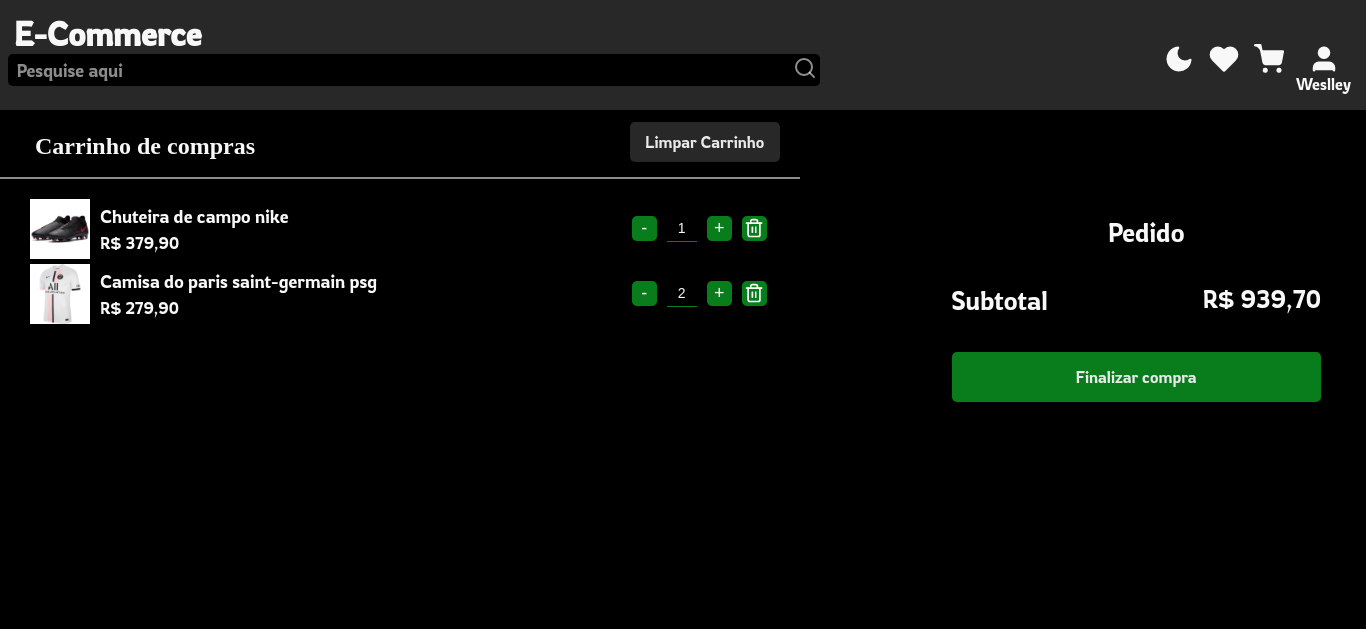 E-Commerce
Pesquise aqui
Weslley
Carrinho de compras
Limpar Carrinho
Chuteira de campo nike
R$ 379,90
- 1 +
Camisa do paris saint-germain psg
R$ 279,90
- 2 +
Pedido
Subtotal R$ 939,70
Finalizar compra